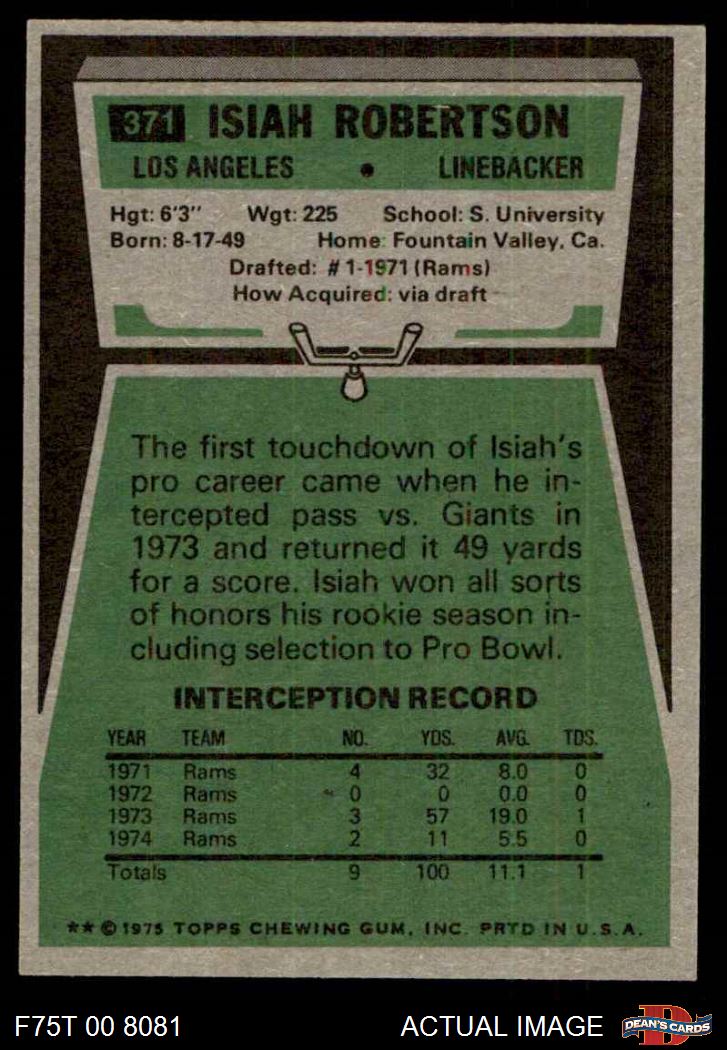 371 ISIAH ROBERTSON
LOS ANGELES • LINEBACKER
Hgt: 6'3" Wgt: 225 School: S. University
Born: 8-17-49 Home: Fountain Valley, Ca.
Drafted: #1-1971 (Rams)
How Acquired: via draft
The first touchdown of Isiah's
pro career came when he in-
tercepted pass vs. Giants in
1973 and returned it 49 yards
for a score. Isiah won all sorts
of honors his rookie season in-
cluding selection to Pro Bowl.
INTERCEPTION RECORD
YEAR TEAM NO. YDS. AVG. TDS.
1971 Rams 4 32 8.0 0
1972 Rams 0 0 0.0 0
1973 Rams 3 57 19.0 1
1974 Rams 2 11 5.5 0
Totals 9 100 11.1 1
**©1975 TOPPS CHEWING GUM, INC. PRTD IN U.S.A.
F75T 00 8081 ACTUAL IMAGE D DEAN'S CARDS